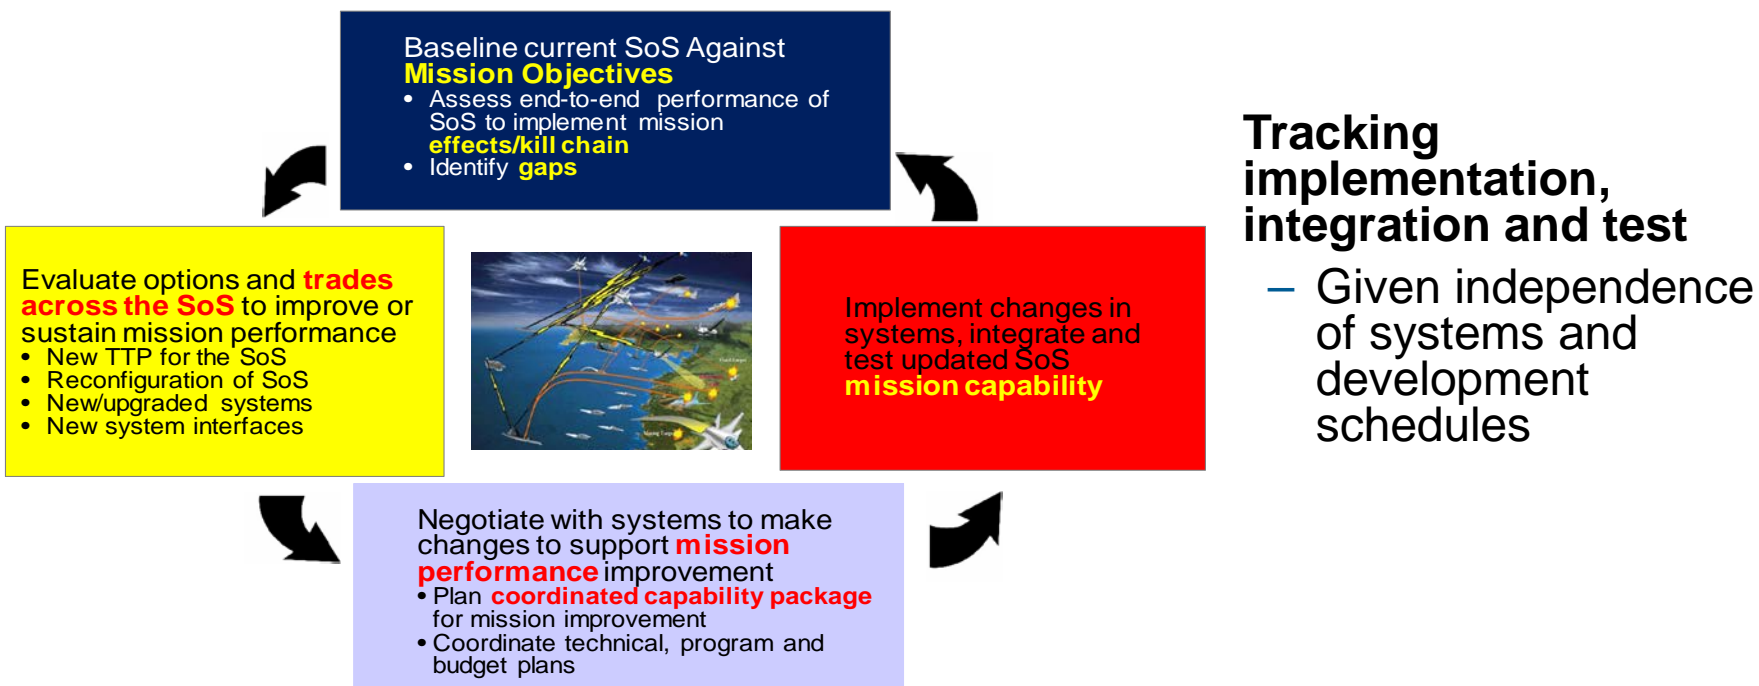 Baseline current SoS Against
Mission Objectives
• Assess end-to-end performance of
SoS to implement mission
effects/kill chain
• Identify gaps
Evaluate options and trades
across the SoS to improve or
sustain mission performance
• New TTP for the SoS
• Reconfiguration of SoS
• New/upgraded systems
• New system interfaces
Implement changes in
systems, integrate and
test updated SoS
mission capability
Negotiate with systems to make
changes to support mission
performance improvement
• Plan coordinated capability package
for mission improvement
• Coordinate technical, program and
budget plans
Tracking
implementation,
integration and test
– Given independence
of systems and
development
schedules